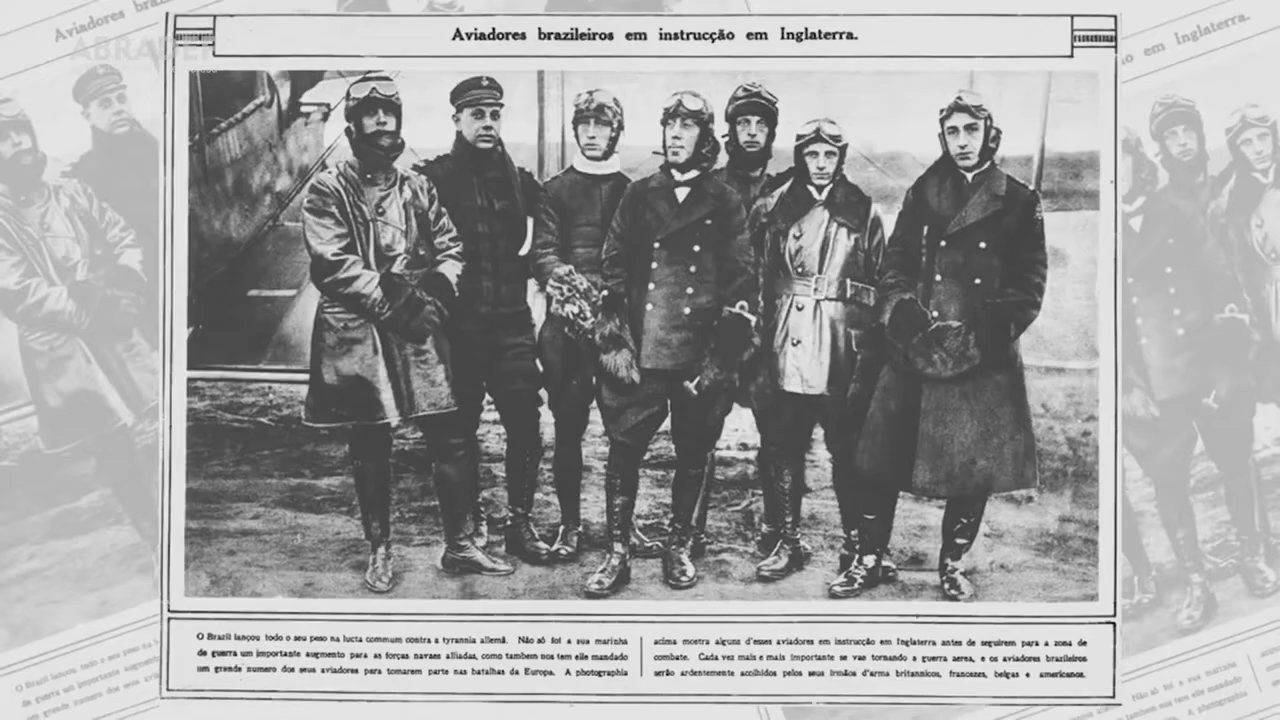 Aviadores brazileiros em instrucção em Inglaterra.
O Brazil lançou todo o seu peso na lucta commum contra a tyrannia allemã. Não só foi a sua marinha
de guerra um importante augmento para as forças navaes alliadas, como tambem nos tem elle mandado
um grande numero dos seus aviadores para tomarem parte nas batalhas da Europa. A photographia
acima mostra alguns d'esses aviadores em instrucção em Inglaterra antes de seguirem para a zona de
combate. Cada vez mais e mais importante se vae tornando a guerra aerea, e os aviadores brazileiros
serão ardentemente acolhidos pelos seus irmãos d'arma britannicos, francezes, belgas e americanos.